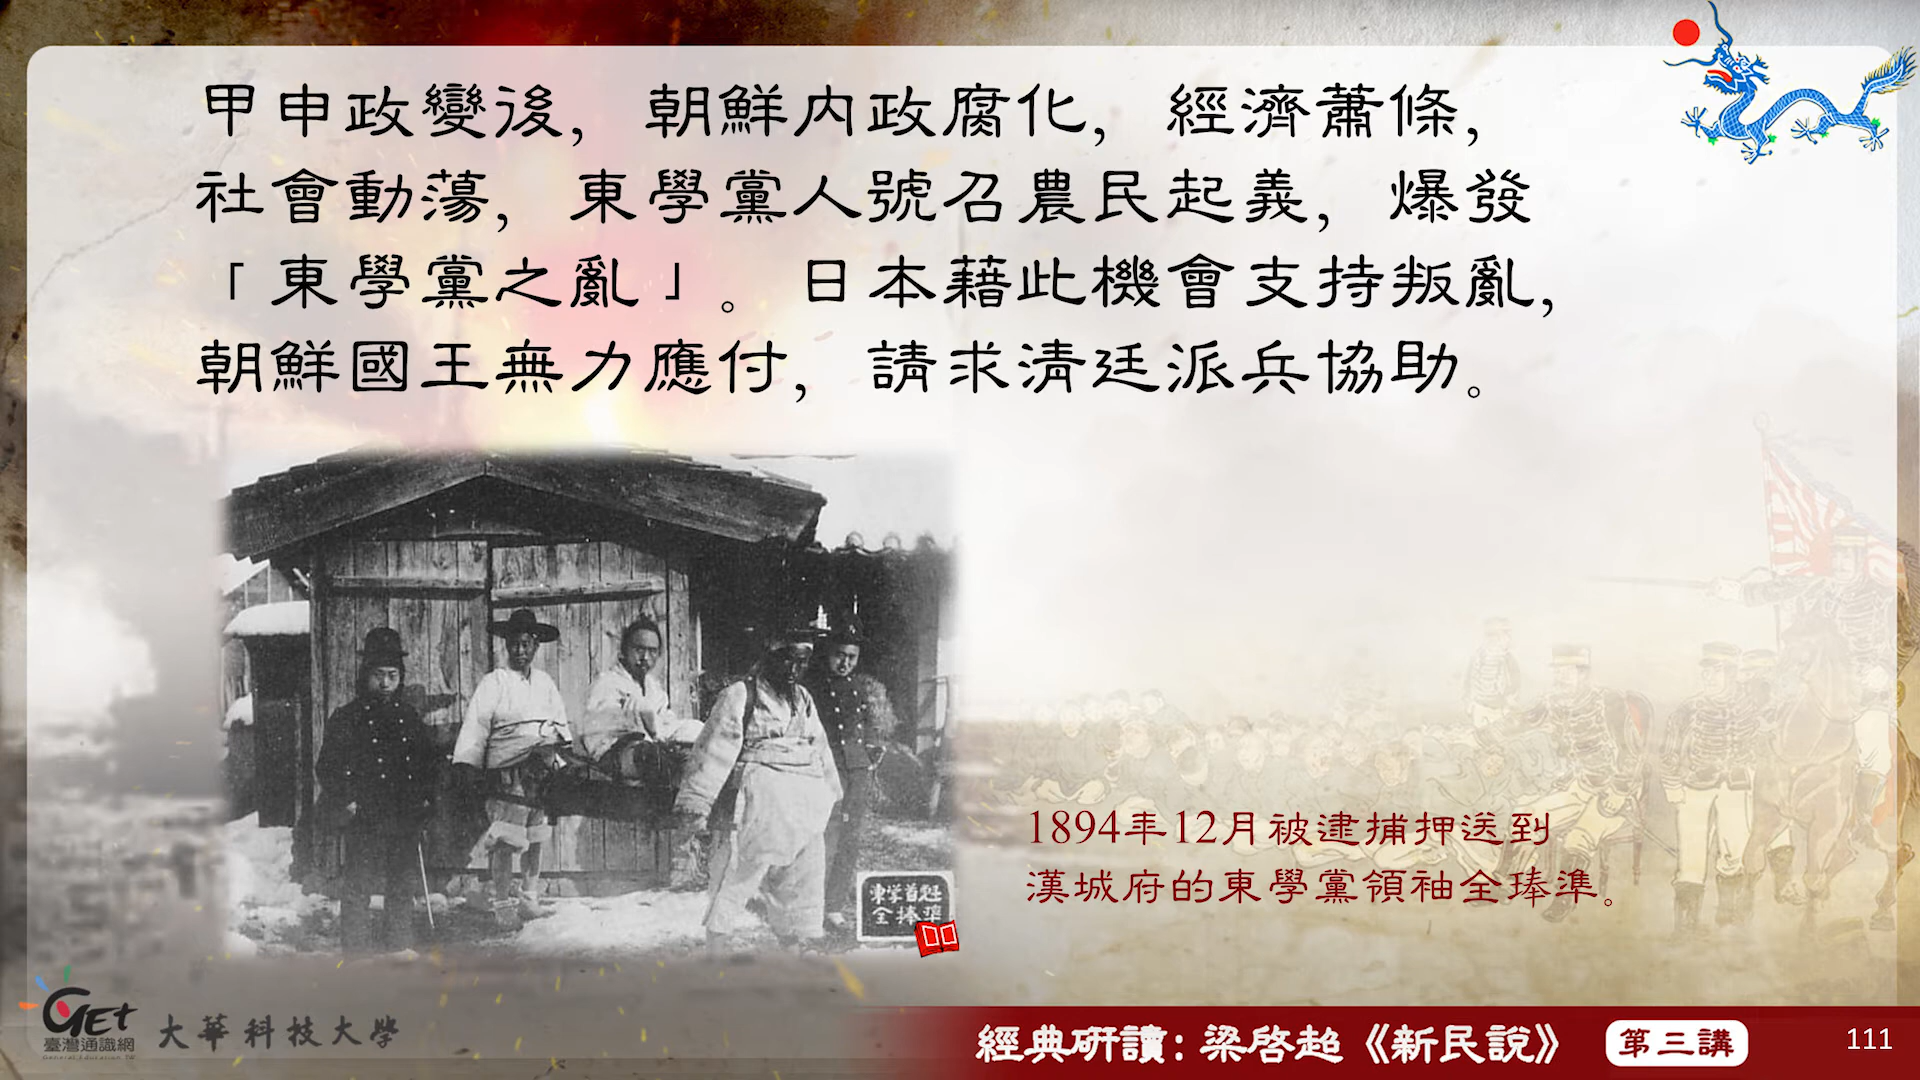 甲申政變後，朝鮮內政腐化，經濟蕭條，
社會動蕩，東學黨人號召農民起義，爆發
「東學黨之亂」。日本藉此機會支持叛亂，
朝鮮國王無力應付，請求清廷派兵協助。
東学首魁
全捧準
1894年12月被逮捕押送到
漢城府的東學黨領袖全琫準。
GET
臺灣通識網
General Education TW
大華科技大學
經典研讀：梁啓超《新民說》
第三講
111